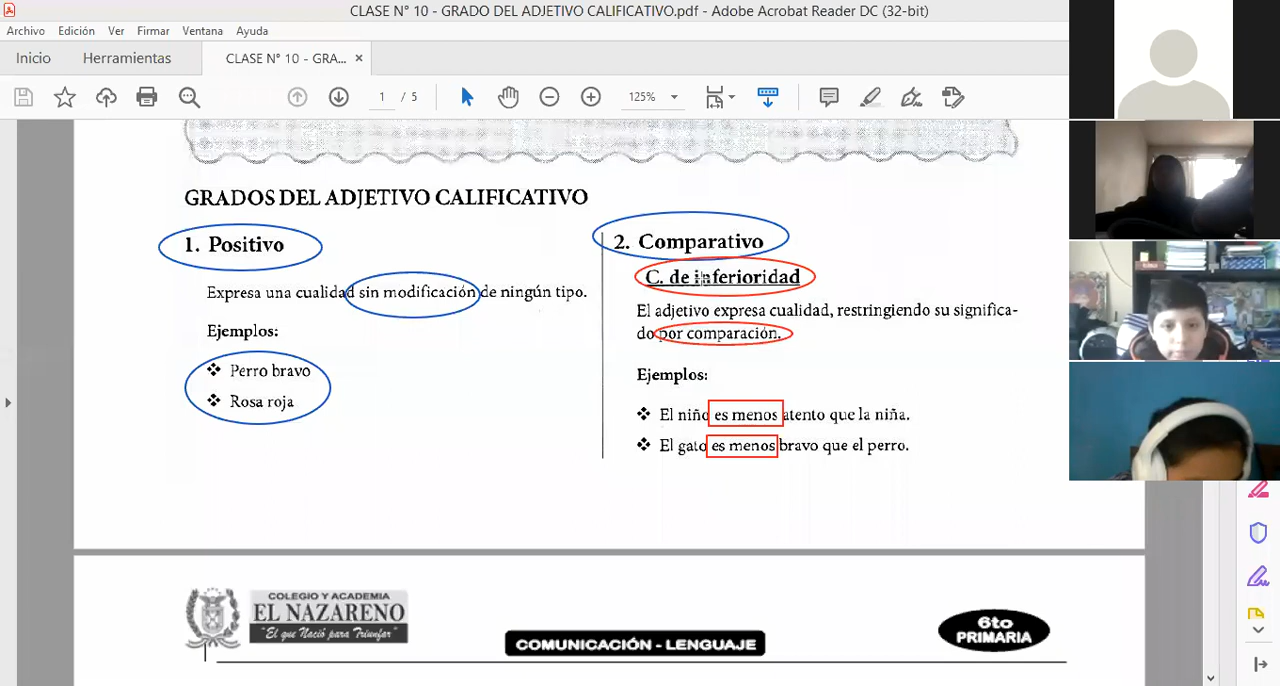 CLASE N° 10 - GRADO DEL ADJETIVO CALIFICATIVO.pdf - Adobe Acrobat Reader DC (32-bit)
Archivo Edición Ver Firmar Ventana Ayuda
Inicio Herramientas CLASE N° 10 - GRA... ×
1 / 5 125%
GRADOS DEL ADJETIVO CALIFICATIVO
1. Positivo
Expresa una cualidad sin modificación de ningún tipo.
Ejemplos:
❖ Perro bravo
❖ Rosa roja
2. Comparativo
C. de inferioridad
El adjetivo expresa cualidad, restringiendo su significa-
do por comparación.
Ejemplos:
❖ El niño es menos atento que la niña.
❖ El gato es menos bravo que el perro.
COLEGIO Y ACADEMIA
EL NAZARENO
"El que Nació para Triunfar"
COMUNICACIÓN - LENGUAJE
6to
PRIMARIA